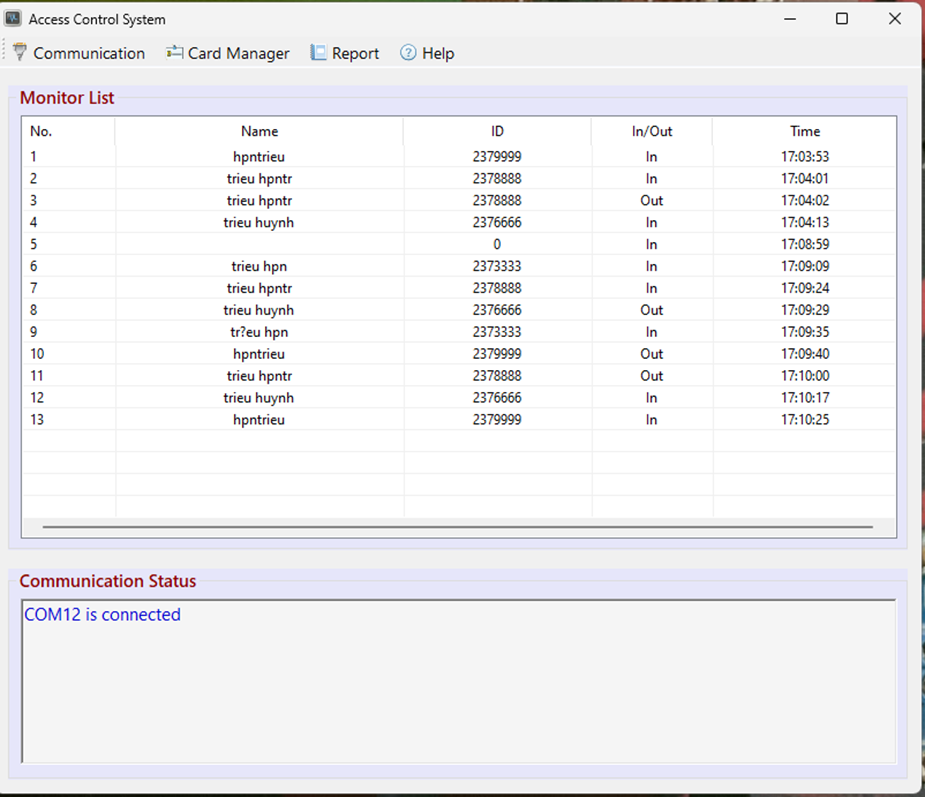 Access Control System
Communication Card Manager Report Help
Monitor List
No. Name ID In/Out Time
1 hpntrieu 2379999 In 17:03:53
2 trieu hpntr 2378888 In 17:04:01
3 trieu hpntr 2378888 Out 17:04:02
4 trieu huynh 2376666 In 17:04:13
5 0 In 17:08:59
6 trieu hpn 2373333 In 17:09:09
7 trieu hpntr 2378888 In 17:09:24
8 trieu huynh 2376666 Out 17:09:29
9 tr?eu hpn 2373333 In 17:09:35
10 hpntrieu 2379999 Out 17:09:40
11 trieu hpntr 2378888 Out 17:10:00
12 trieu huynh 2376666 In 17:10:17
13 hpntrieu 2379999 In 17:10:25
Communication Status
COM12 is connected